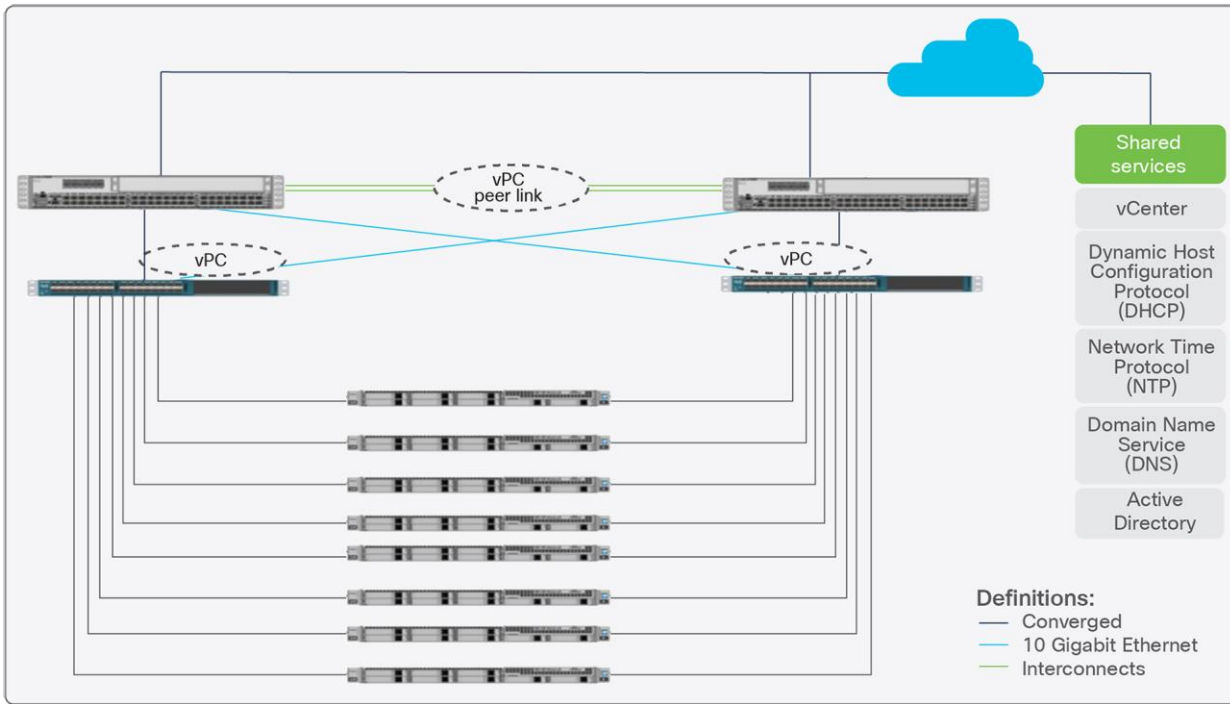 vPC
peer link
vPC
vPC
Shared
services
vCenter
Dynamic Host
Configuration
Protocol
(DHCP)
Network Time
Protocol
(NTP)
Domain Name
Service
(DNS)
Active
Directory
Definitions:
Converged
10 Gigabit Ethernet
Interconnects